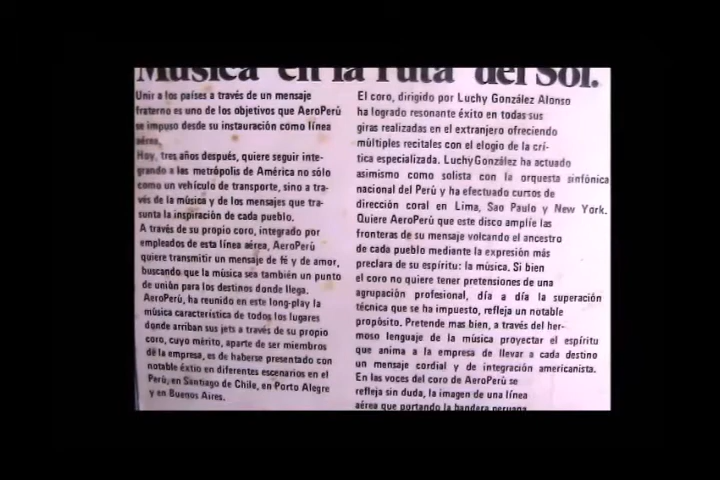 Música en la ruta del Sol.
Unir a los países a través de un mensaje
fraterno es uno de los objetivos que AeroPerú
se impuso desde su instauración como línea
aérea.
Hoy, tres años después, quiere seguir inte-
grando a las metrópolis de América no sólo
como un vehículo de transporte, sino a tra-
vés de la música y de los mensajes que tra-
sunta la inspiración de cada pueblo.
A través de su propio coro, integrado por
empleados de esta línea aérea, AeroPerú
quiere transmitir un mensaje de fé y de amor,
buscando que la música sea también un punto
de unión para los destinos donde llega.
AeroPerú, ha reunido en este long-play la
música característica de todos los lugares
donde arriban sus jets a través de su propio
coro, cuyo mérito, aparte de ser miembros
de la empresa, es de haberse presentado con
notable éxtio en diferentes escenarios en el
Perú, en Santiago de Chile, en Porto Alegre
y en Buenos Aires.
El coro, dirigido por Luchy González Alonso
ha logrado resonante éxito en todas sus
giras realizadas en el extranjero ofreciendo
múltiples recitales con el elogio de la crí-
tica especializada. Luchy González ha actuado
asimismo como solista con la orquesta sinfónica
nacional del Perú y ha efectuado cursos de
dirección coral en Lima, Sao Paulo y New York.
Quiere AeroPerú que este disco amplíe las
fronteras de su mensaje volcando el ancestro
de cada pueblo mediante la expresión más
preclara de su espíritu: la música. Si bien
el coro no quiere tener pretensiones de una
agrupación profesional, día a día la superación
técnica que se ha impuesto, refleja un notable
propósito. Pretende mas bien, a través del her-
moso lenguaje de la música proyectar el espíritu
que anima a la empresa de llevar a cada destino
un mensaje cordial y de integración americanista.
En las voces del coro de AeroPerú se
refleja sin duda, la imagen de una línea
aérea que portando la bandera peruana